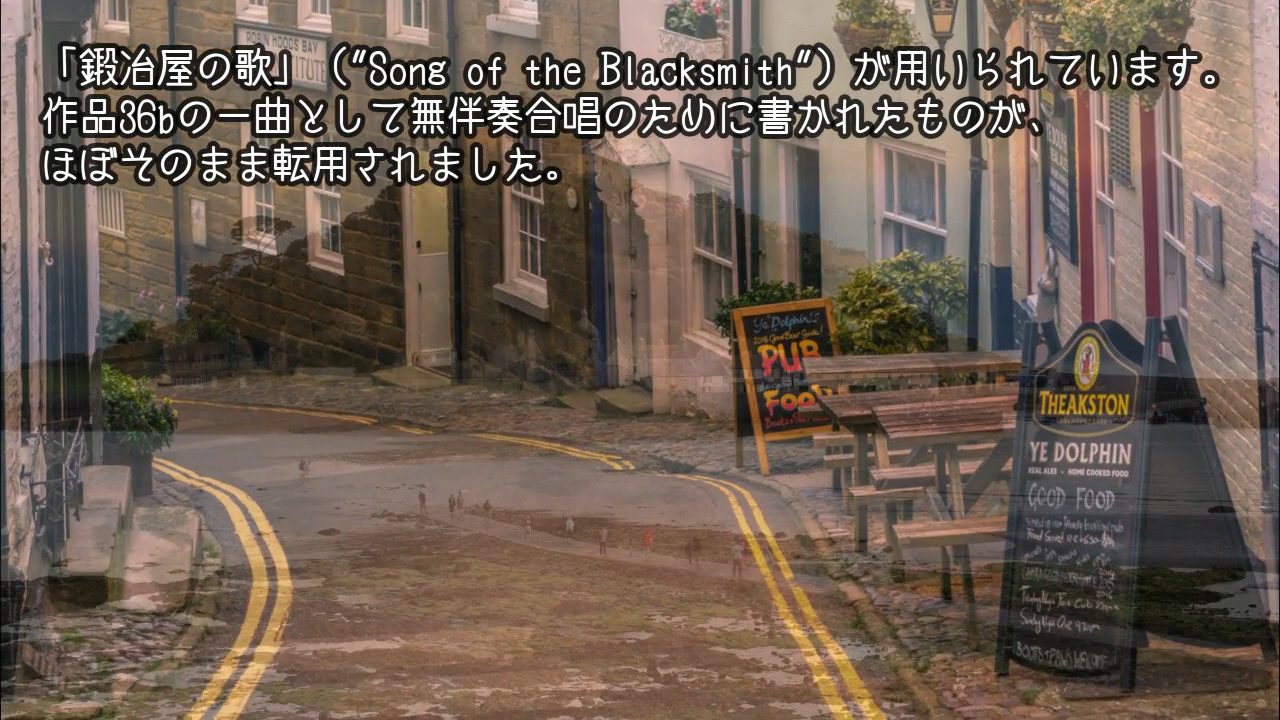 「鍛冶屋の歌」（"Song of the Blacksmith"）が用いられています。
作品36bの一曲として無伴奏合唱のために書かれたものが、
ほぼそのまま転用されました。
ROBIN HOODS BAY
INSTITUTE
Ye Dolphin
PUB
Food
THEAKSTON
YE DOLPHIN
REAL ALES • HOME COOKED FOOD
GOOD FOOD